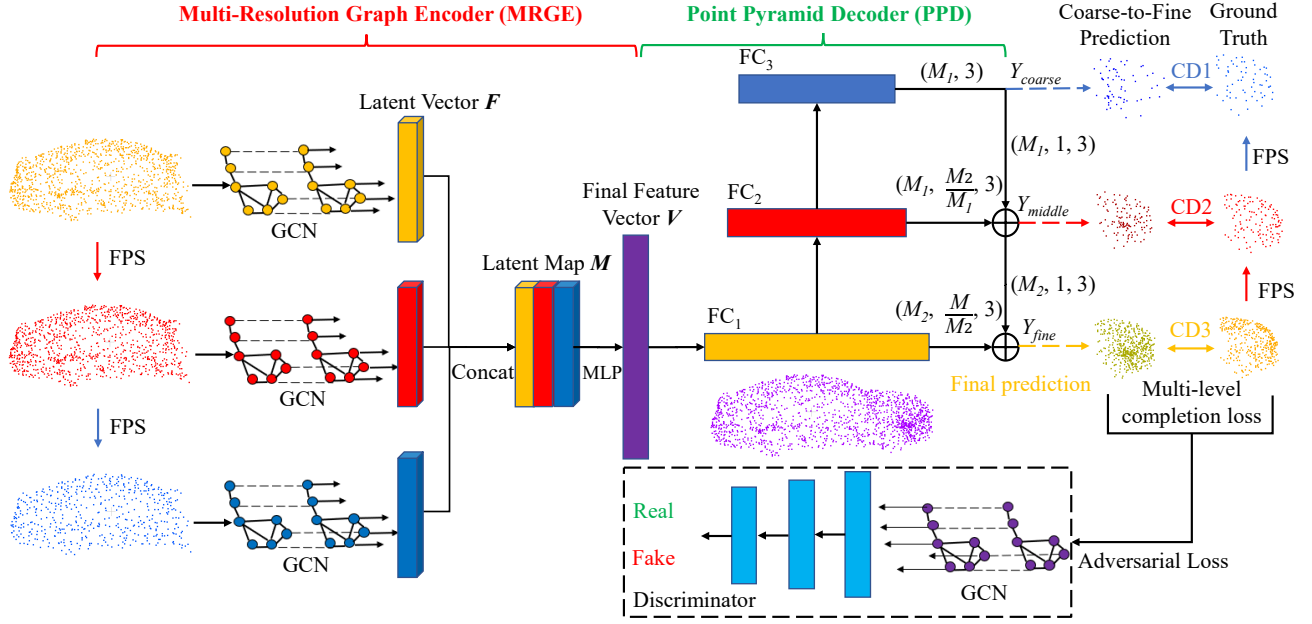 Multi-Resolution Graph Encoder (MRGE)
Point Pyramid Decoder (PPD)
Coarse-to-Fine
Prediction
Ground
Truth
Latent Vector F
FC3
(M1, 3)
Ycoarse
CD1
FPS
(M1, 1, 3)
GCN
FPS
Final Feature
Vector V
FC2
(M1, M2/M1, 3)
Ymiddle
CD2
FPS
(M2, 1, 3)
Latent Map M
GCN
Concat
MLP
FC1
(M2, M/M2, 3)
Yfine
CD3
Final prediction
Multi-level
completion loss
FPS
GCN
Real
Fake
Discriminator
GCN
Adversarial Loss